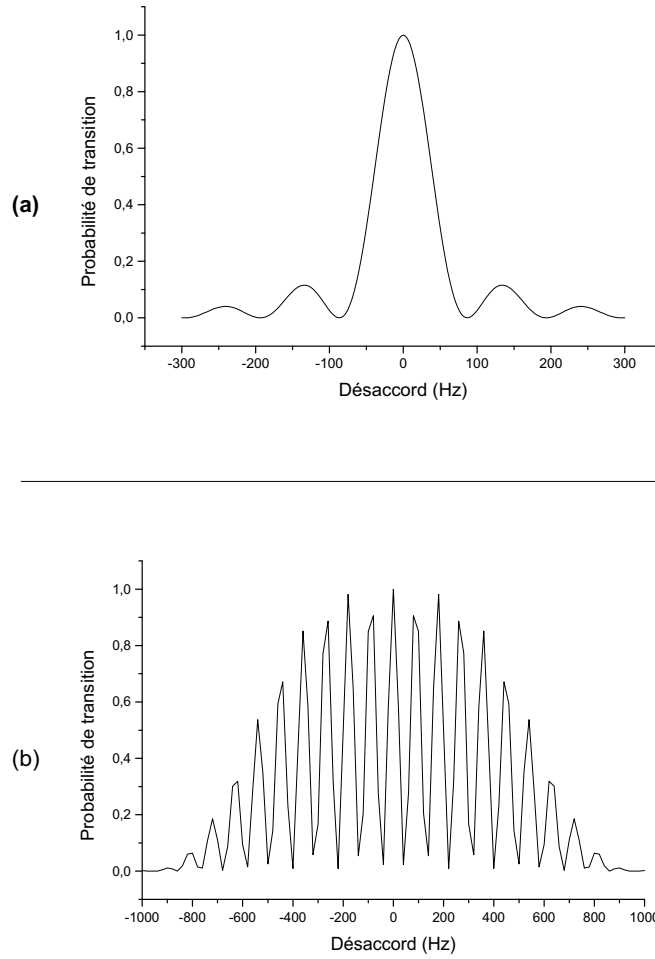 (a)
Probabilité de transition
1,0
0,8
0,6
0,4
0,2
0,0
-300 -200 -100 0 100 200 300
Désaccord (Hz)
(b)
Probabilité de transition
1,0
0,8
0,6
0,4
0,2
0,0
-1000 -800 -600 -400 -200 0 200 400 600 800 1000
Désaccord (Hz)